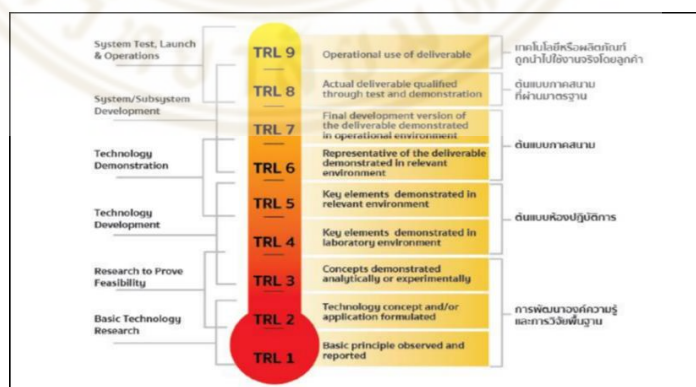 System Test, Launch
& Operations
System/Subsystem
Development
Technology
Demonstration
Technology
Development
Research to Prove
Feasibility
Basic Technology
Research
TRL 9
TRL 8
TRL 7
TRL 6
TRL 5
TRL 4
TRL 3
TRL 2
TRL 1
Operational use of deliverable
Actual deliverable qualified
through test and demonstration
Final development version of
the deliverable demonstrated
in operational environment
Representative of the deliverable
demonstrated in relevant
environment
Key elements demonstrated in
relevant environment
Key elements demonstrated in
laboratory environment
Concepts demonstrated
analytically or experimentally
Technology concept and/or
application formulated
Basic principle observed and
reported
เทคโนโลยีหรือผลิตภัณฑ์
ถูกนำไปใช้งานจริงโดยลูกค้า
ต้นแบบภาคสนาม
ที่ผ่านมาตรฐาน
ต้นแบบภาคสนาม
ต้นแบบห้องปฏิบัติการ
การพัฒนาองค์ความรู้
และการวิจัยพื้นฐาน